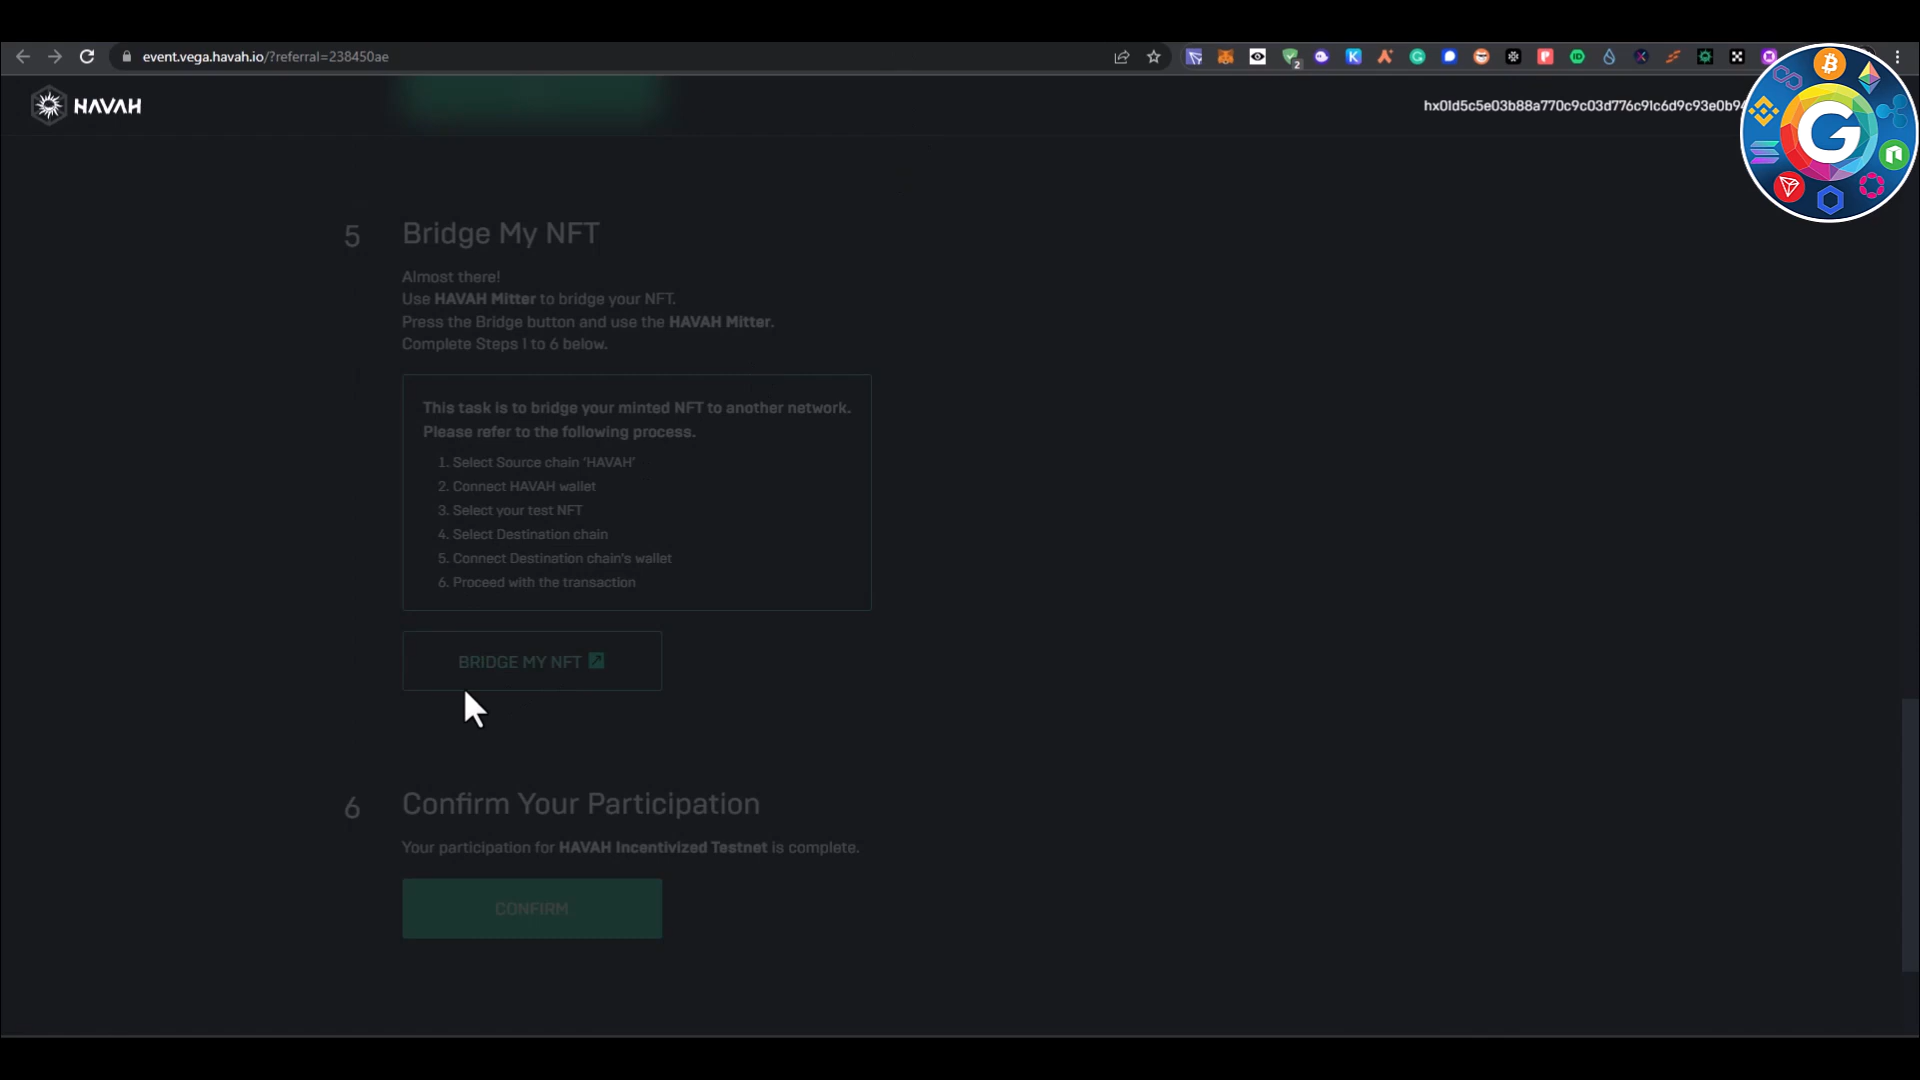 event.vega.havah.io/?referral=238450ae
2
HAVAH
hx01d5c5e03b88a770c9c03d776c91c6d9c93e0b94
G
5
Bridge My NFT
Almost there!
Use HAVAH Mitter to bridge your NFT.
Press the Bridge button and use the HAVAH Mitter.
Complete Steps 1 to 6 below.
This task is to bridge your minted NFT to another network.
Please refer to the following process.
1. Select Source chain ‘HAVAH’
2. Connect HAVAH wallet
3. Select your test NFT
4. Select Destination chain
5. Connect Destination chain's wallet
6. Proceed with the transaction
BRIDGE MY NFT
6
Confirm Your Participation
Your participation for HAVAH Incentivized Testnet is complete.
CONFIRM